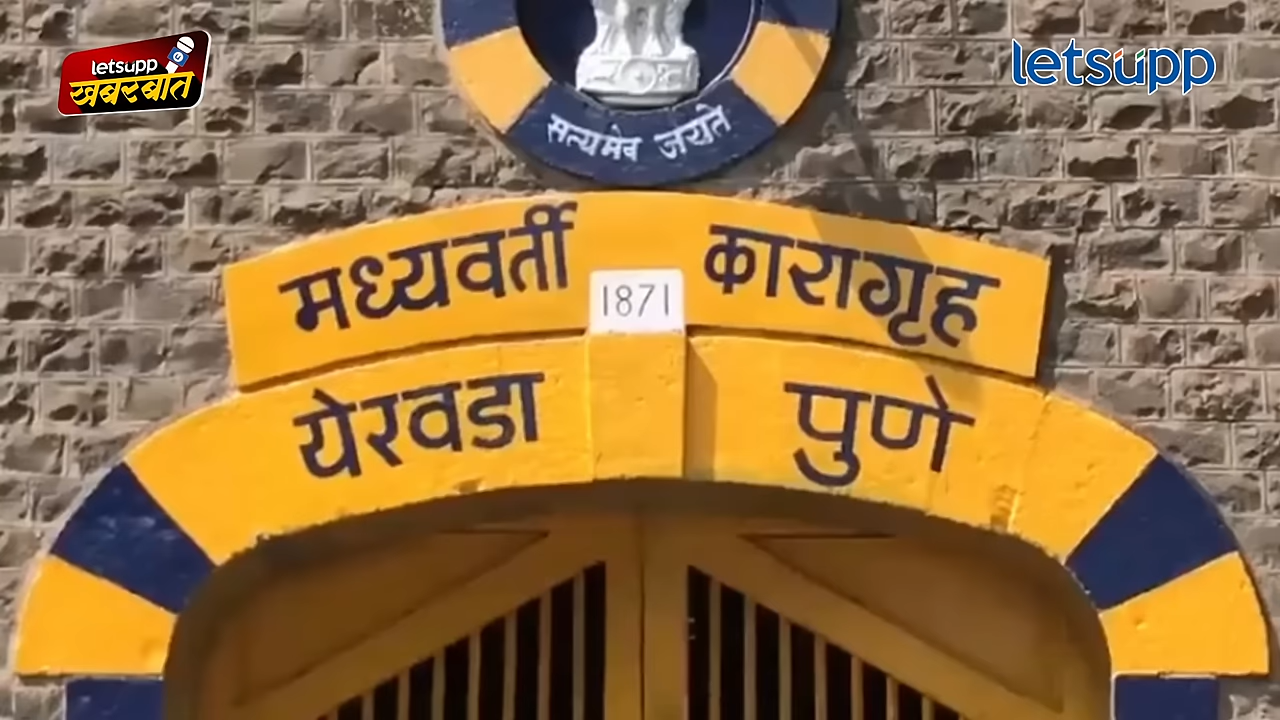 letsupp
खबरबात
letsupp
सत्यमेव जयते
मध्यवर्ती कारागृह
1871
येरवडा पुणे